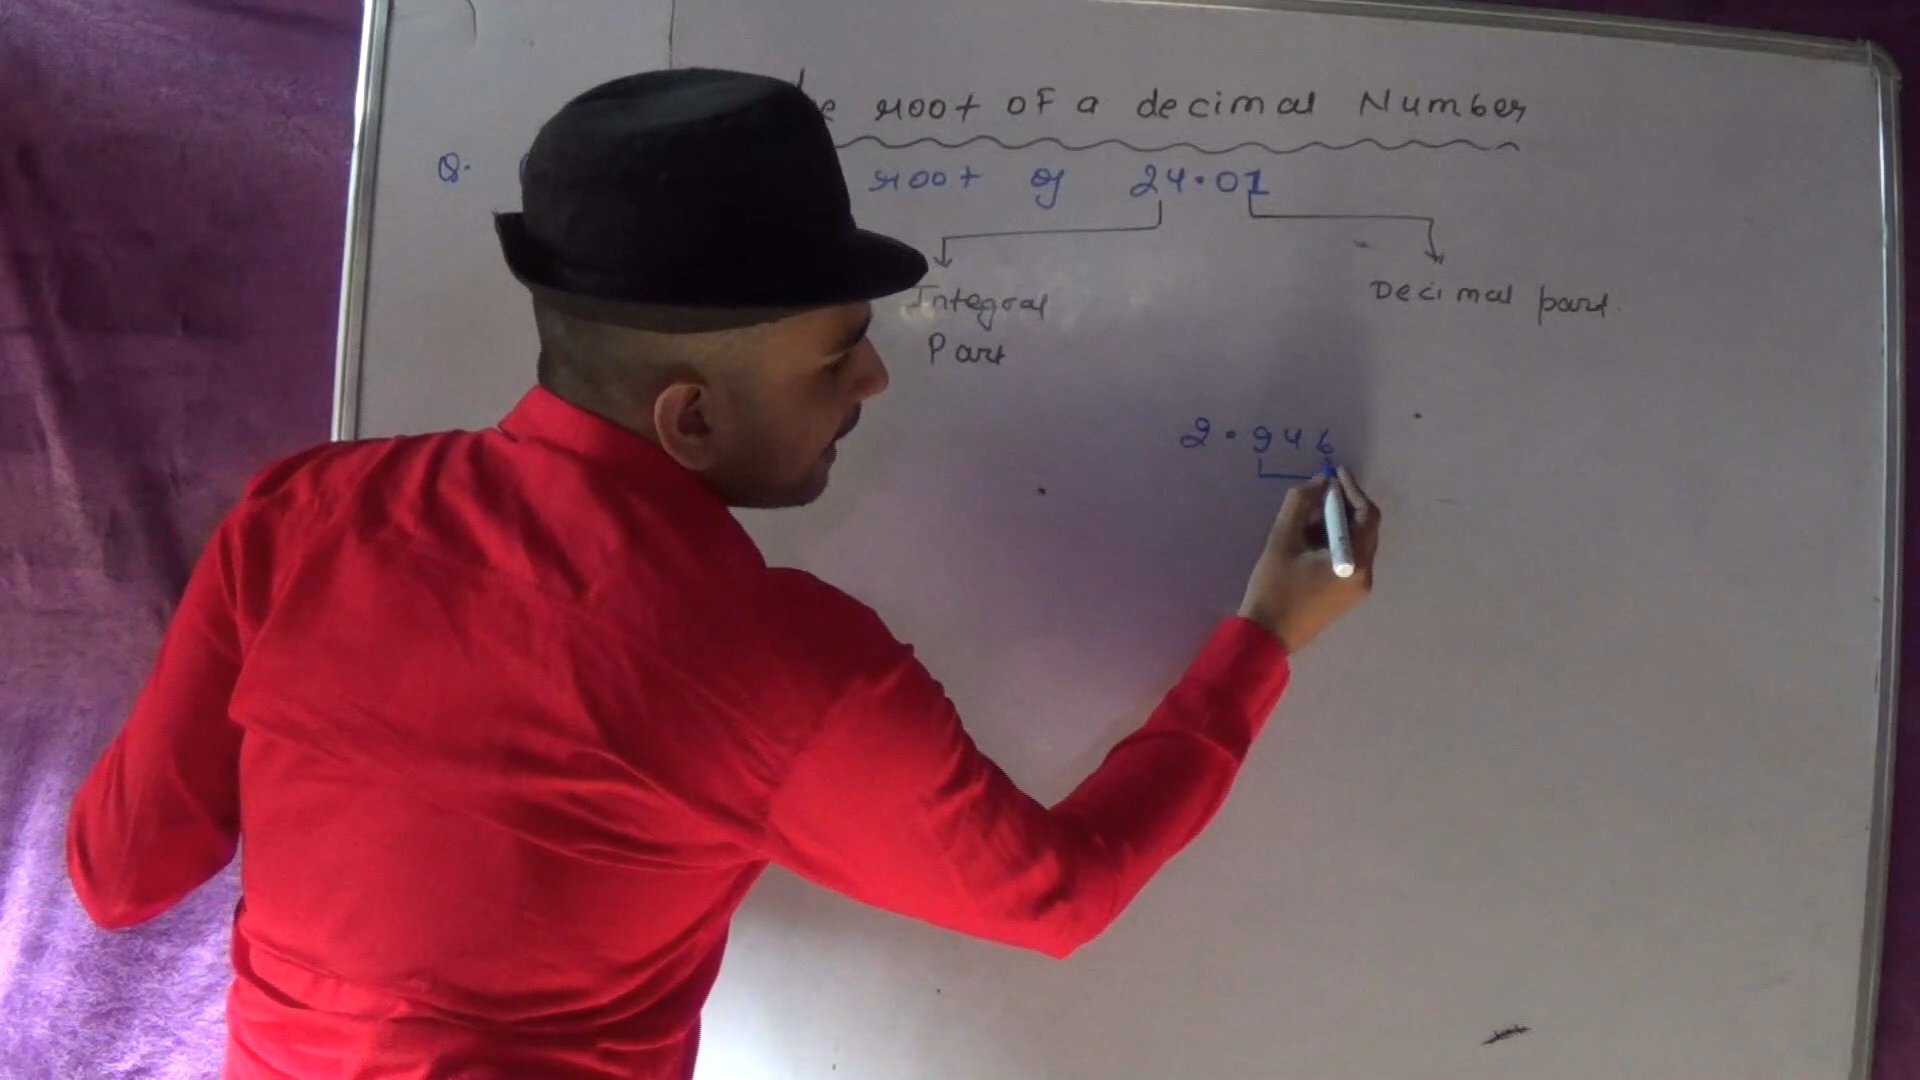 root of a decimal Number
Q. root of 24.01
Integral Part
Decimal part.
2.946